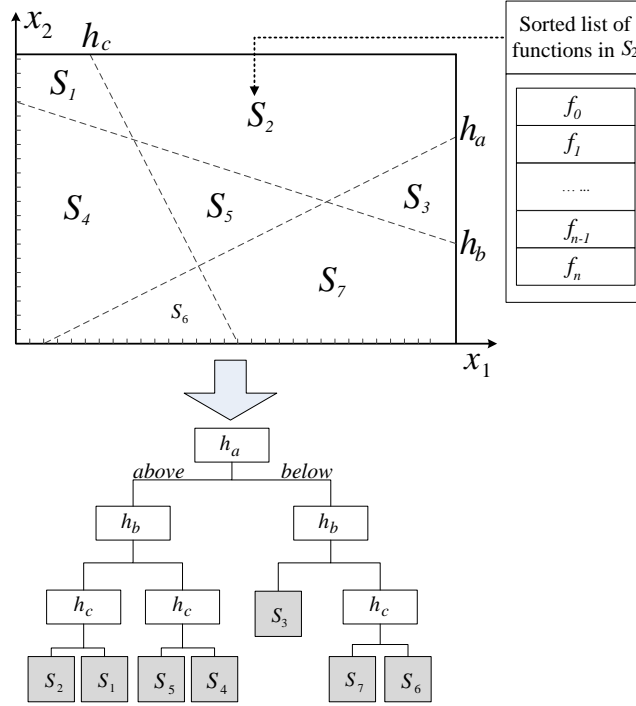 x2
hc
Sorted list of
functions in S2
S1
S2
ha
f0
f1
... ...
fn-1
fn
S4
S5
S3
hb
S7
S6
x1
ha
above
below
hb
hb
hc
hc
S3
hc
S2
S1
S5
S4
S7
S6